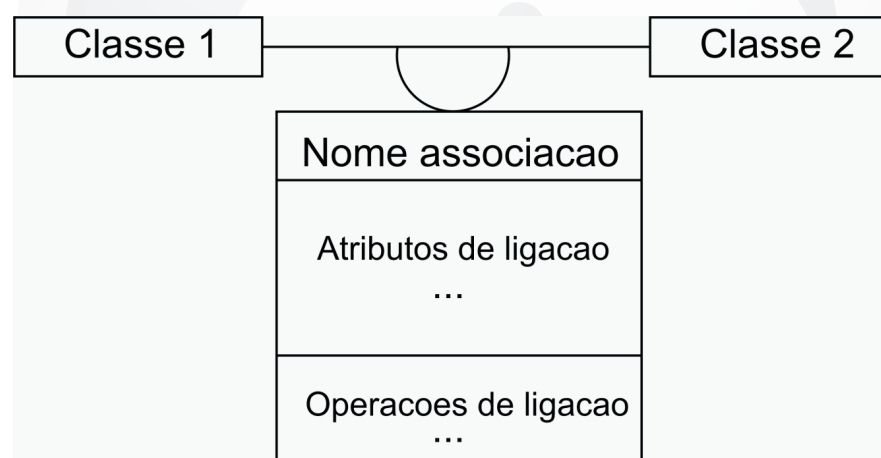 Classe 1
Classe 2
Nome associacao
Atributos de ligacao
...
Operacoes de ligacao
...